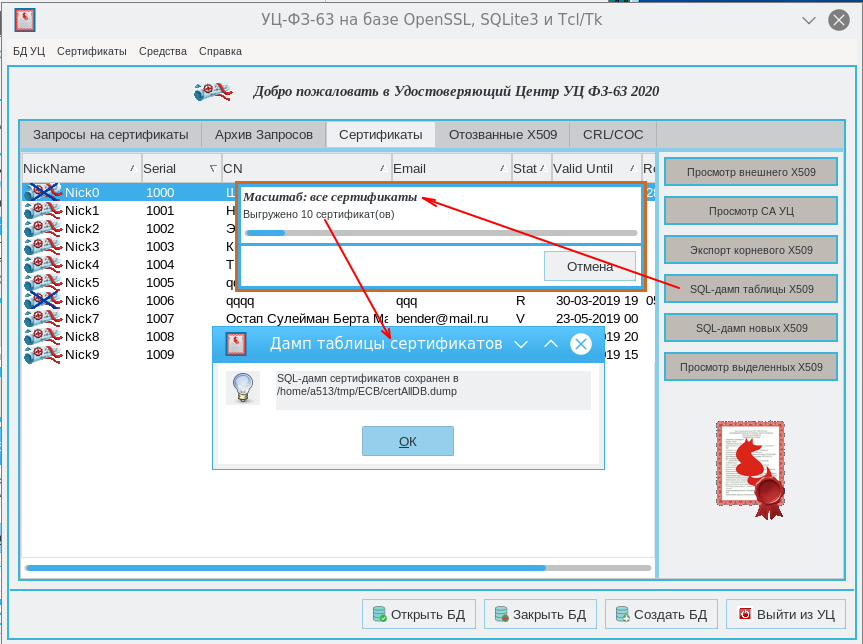 УЦ-ФЗ-63 на базе OpenSSL, SQLite3 и Tcl/Tk
БД УЦ Сертификаты Средства Справка
Добро пожаловать в Удостоверяющий Центр УЦ ФЗ-63 2020
Запросы на сертификаты Архив Запросов Сертификаты Отозванные X509 CRL/СОС
NickName Serial CN Email Stat Valid Until
Nick0 1000
Nick1 1001
Nick2 1002
Nick3 1003
Nick4 1004
Nick5 1005
Nick6 1006 qqqq qqq R 30-03-2019 19
Nick7 1007 Остап Сулейман Берта bender@mail.ru V 23-05-2019 00
Nick8 1008 2019 20
Nick9 1009 2019 15
Масштаб: все сертификаты
Выгружено 10 сертификат(ов)
Отмена
Дамп таблицы сертификатов
SQL-дамп сертификатов сохранен в
/home/a513/tmp/ECB/certAllDB.dump
OK
Просмотр внешнего X509
Просмотр CA УЦ
Экспорт корневого X509
SQL-дамп таблицы X509
SQL-дамп новых X509
Просмотр выделенных X509
Открыть БД Закрыть БД Создать БД Выйти из УЦ